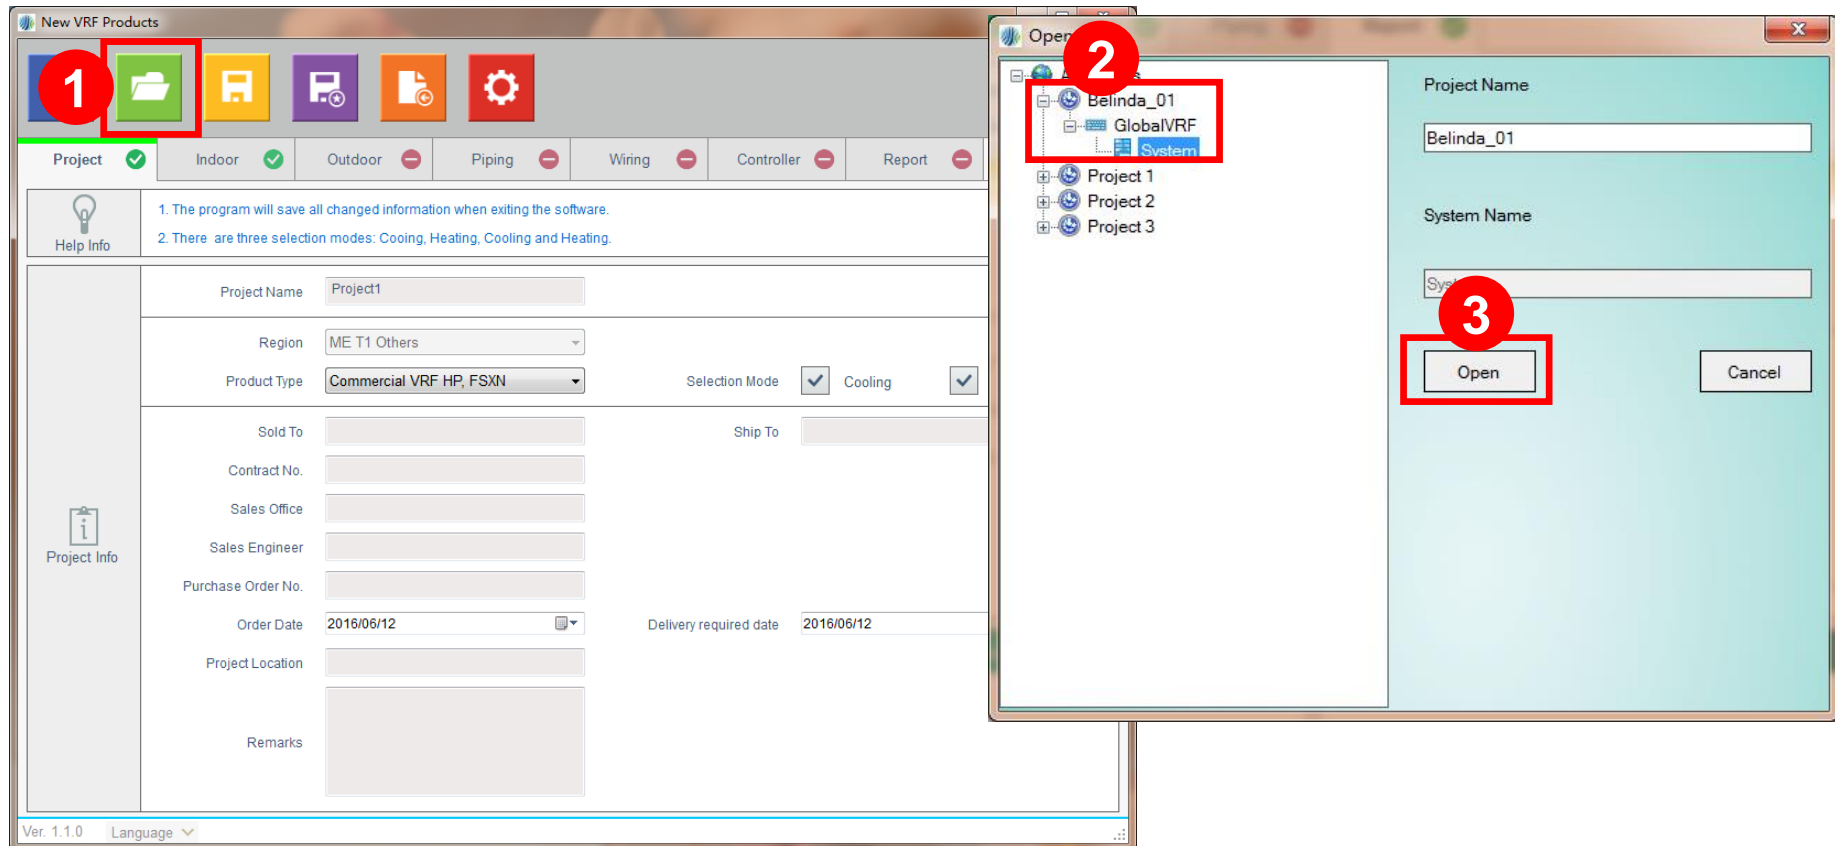 New VRF Products
1
Project
Indoor
Outdoor
Piping
Wiring
Controller
Report
Help Info
1. The program will save all changed information when exiting the software.
2. There are three selection modes: Cooing, Heating, Cooling and Heating.
Project Name
Project1
Region
ME T1 Others
Product Type
Commercial VRF HP, FSXN
Selection Mode
Cooling
Project Info
Sold To
Ship To
Contract No.
Sales Office
Sales Engineer
Purchase Order No.
Order Date
2016/06/12
Delivery required date
2016/06/12
Project Location
Remarks
Ver. 1.1.0
Language
Open
2
Belinda_01
GlobalVRF
System
Project 1
Project 2
Project 3
Project Name
Belinda_01
System Name
3
Open
Cancel